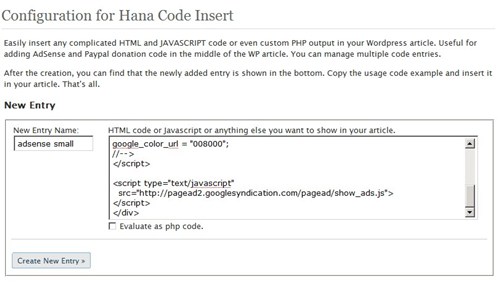 Configuration for Hana Code Insert
Easily insert any complicated HTML and JAVASCRIPT code or even custom PHP output in your Wordpress article. Useful for
adding AdSense and Paypal donation code in the middle of the WP article. You can manage multiple code entries.
After the creation, you can find that the newly added entry is shown in the bottom. Copy the usage code example and insert it
in your article. That's all.
New Entry
New Entry Name:
adsense small
HTML code or Javascript or anything else you want to show in your article.
google_color_url = "008000";
//-->
</script>
<script type="text/javascript"
src="http://pagead2.googlesyndication.com/pagead/show_ads.js">
</script>
</div>
Evaluate as php code.
Create New Entry »